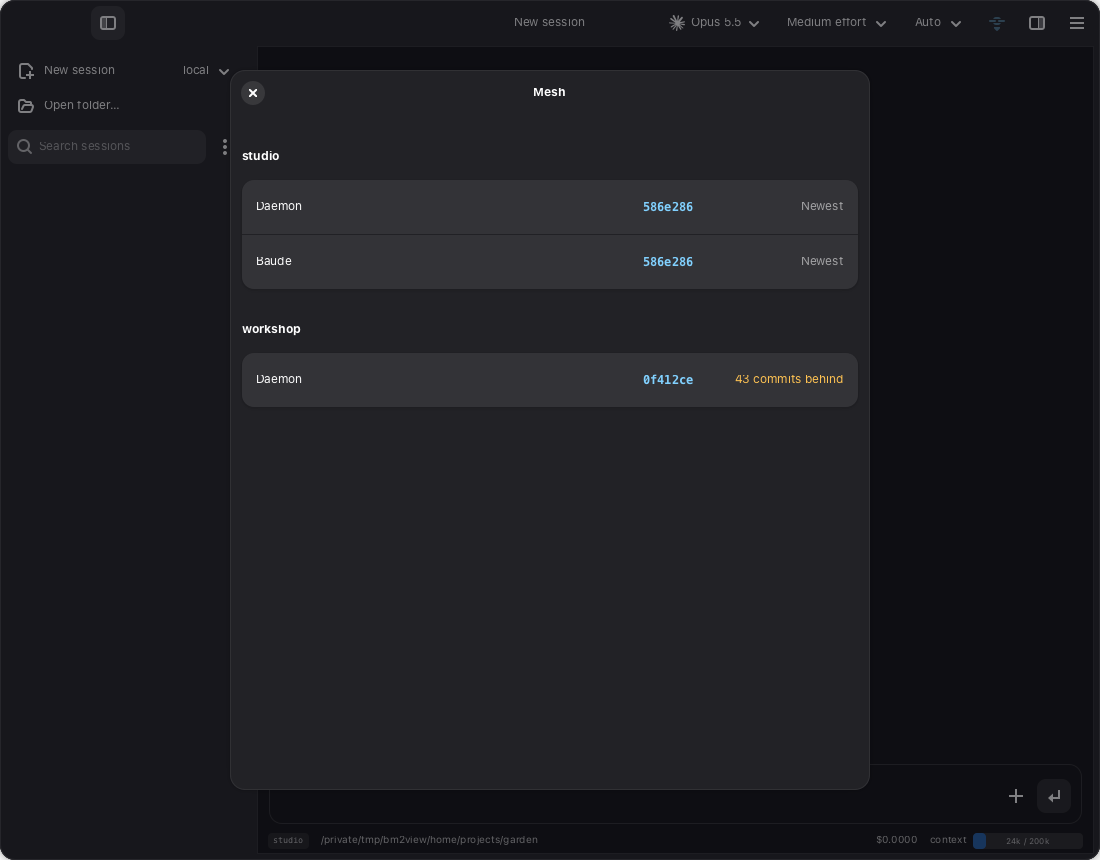 New session
Opus 5.5
Medium effort
Auto
New session
local
Open folder...
Search sessions
Mesh
studio
Daemon
586e286
Newest
Baude
586e286
Newest
workshop
Daemon
0f412ce
43 commits behind
studio
/private/tmp/bm2view/home/projects/garden
$0.0000
context
24k / 200k